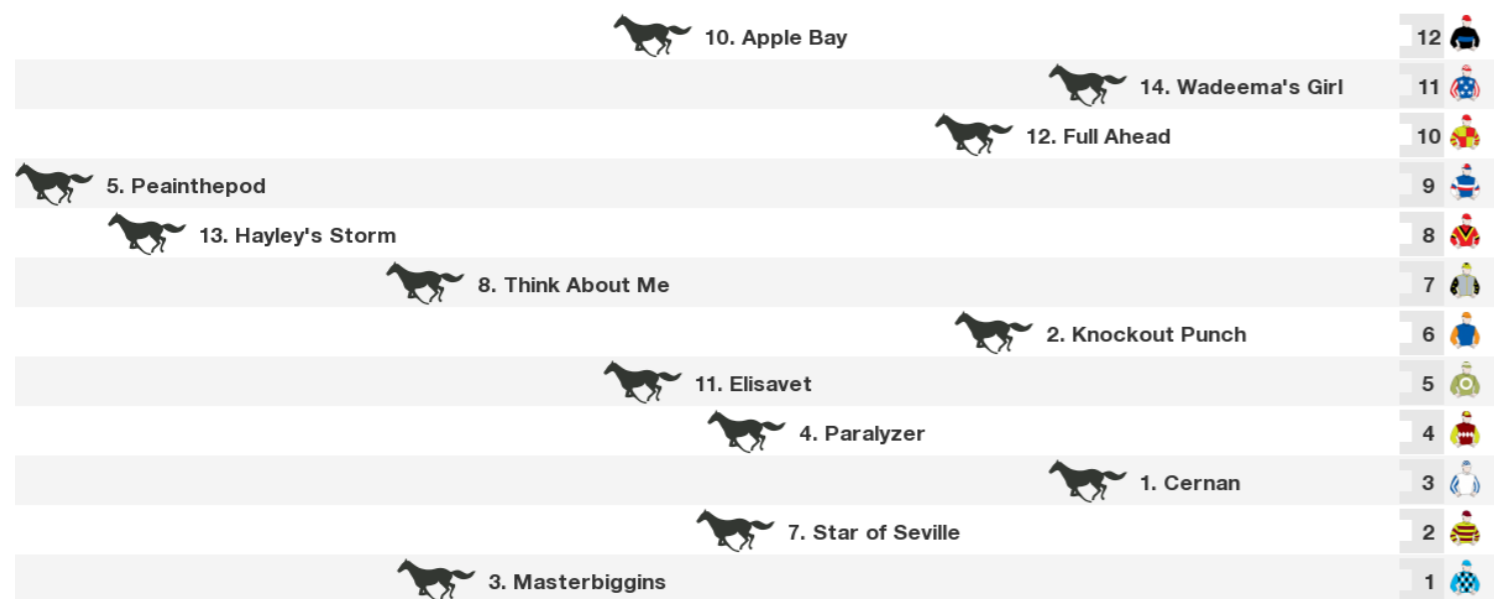 10. Apple Bay 12
14. Wadeema's Girl 11
12. Full Ahead 10
5. Peainthepod 9
13. Hayley's Storm 8
8. Think About Me 7
2. Knockout Punch 6
11. Elisavet 5
4. Paralyzer 4
1. Cernan 3
7. Star of Seville 2
3. Masterbiggins 1